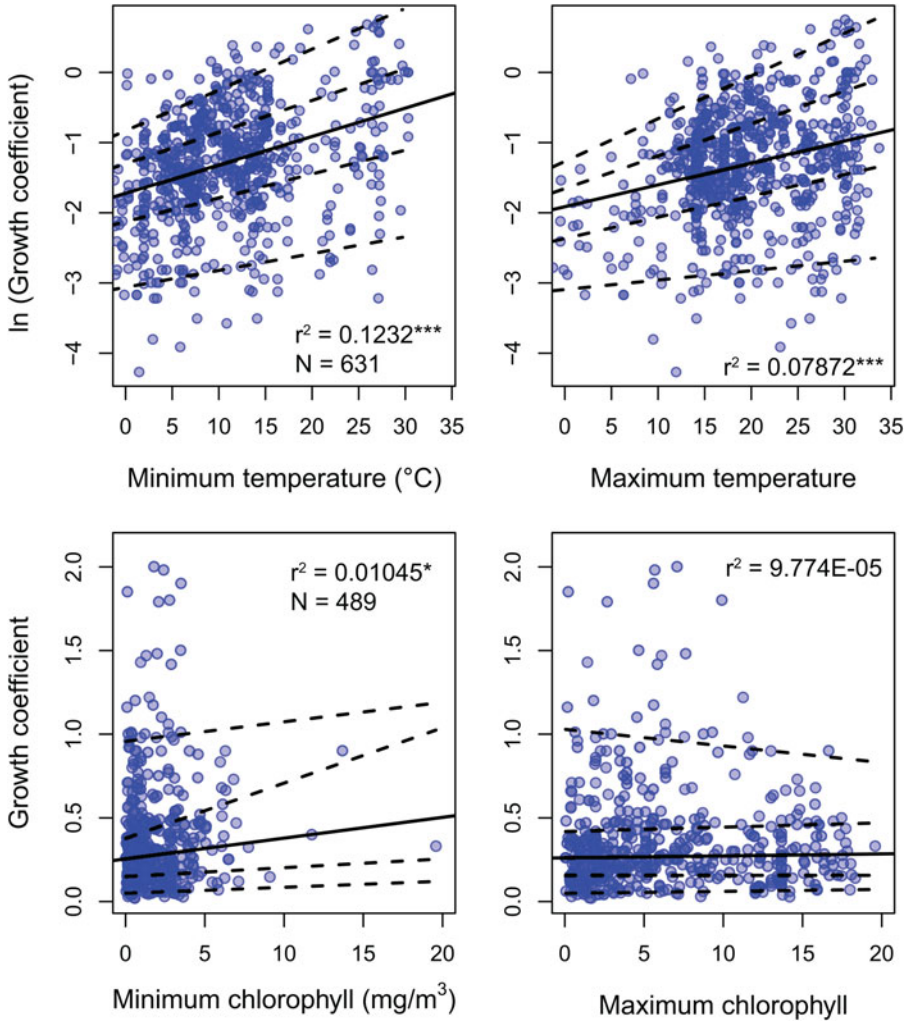 ln (Growth coefficient)
0
−1
−2
−3
−4
r² = 0.1232***
N = 631
0 5 10 15 20 25 30 35
Minimum temperature (°C)
0
−1
−2
−3
−4
r² = 0.07872***
0 5 10 15 20 25 30 35
Maximum temperature
Growth coefficient
2.0
1.5
1.0
0.5
0.0
r² = 0.01045*
N = 489
0 5 10 15 20
Minimum chlorophyll (mg/m³)
2.0
1.5
1.0
0.5
0.0
r² = 9.774E-05
0 5 10 15 20
Maximum chlorophyll